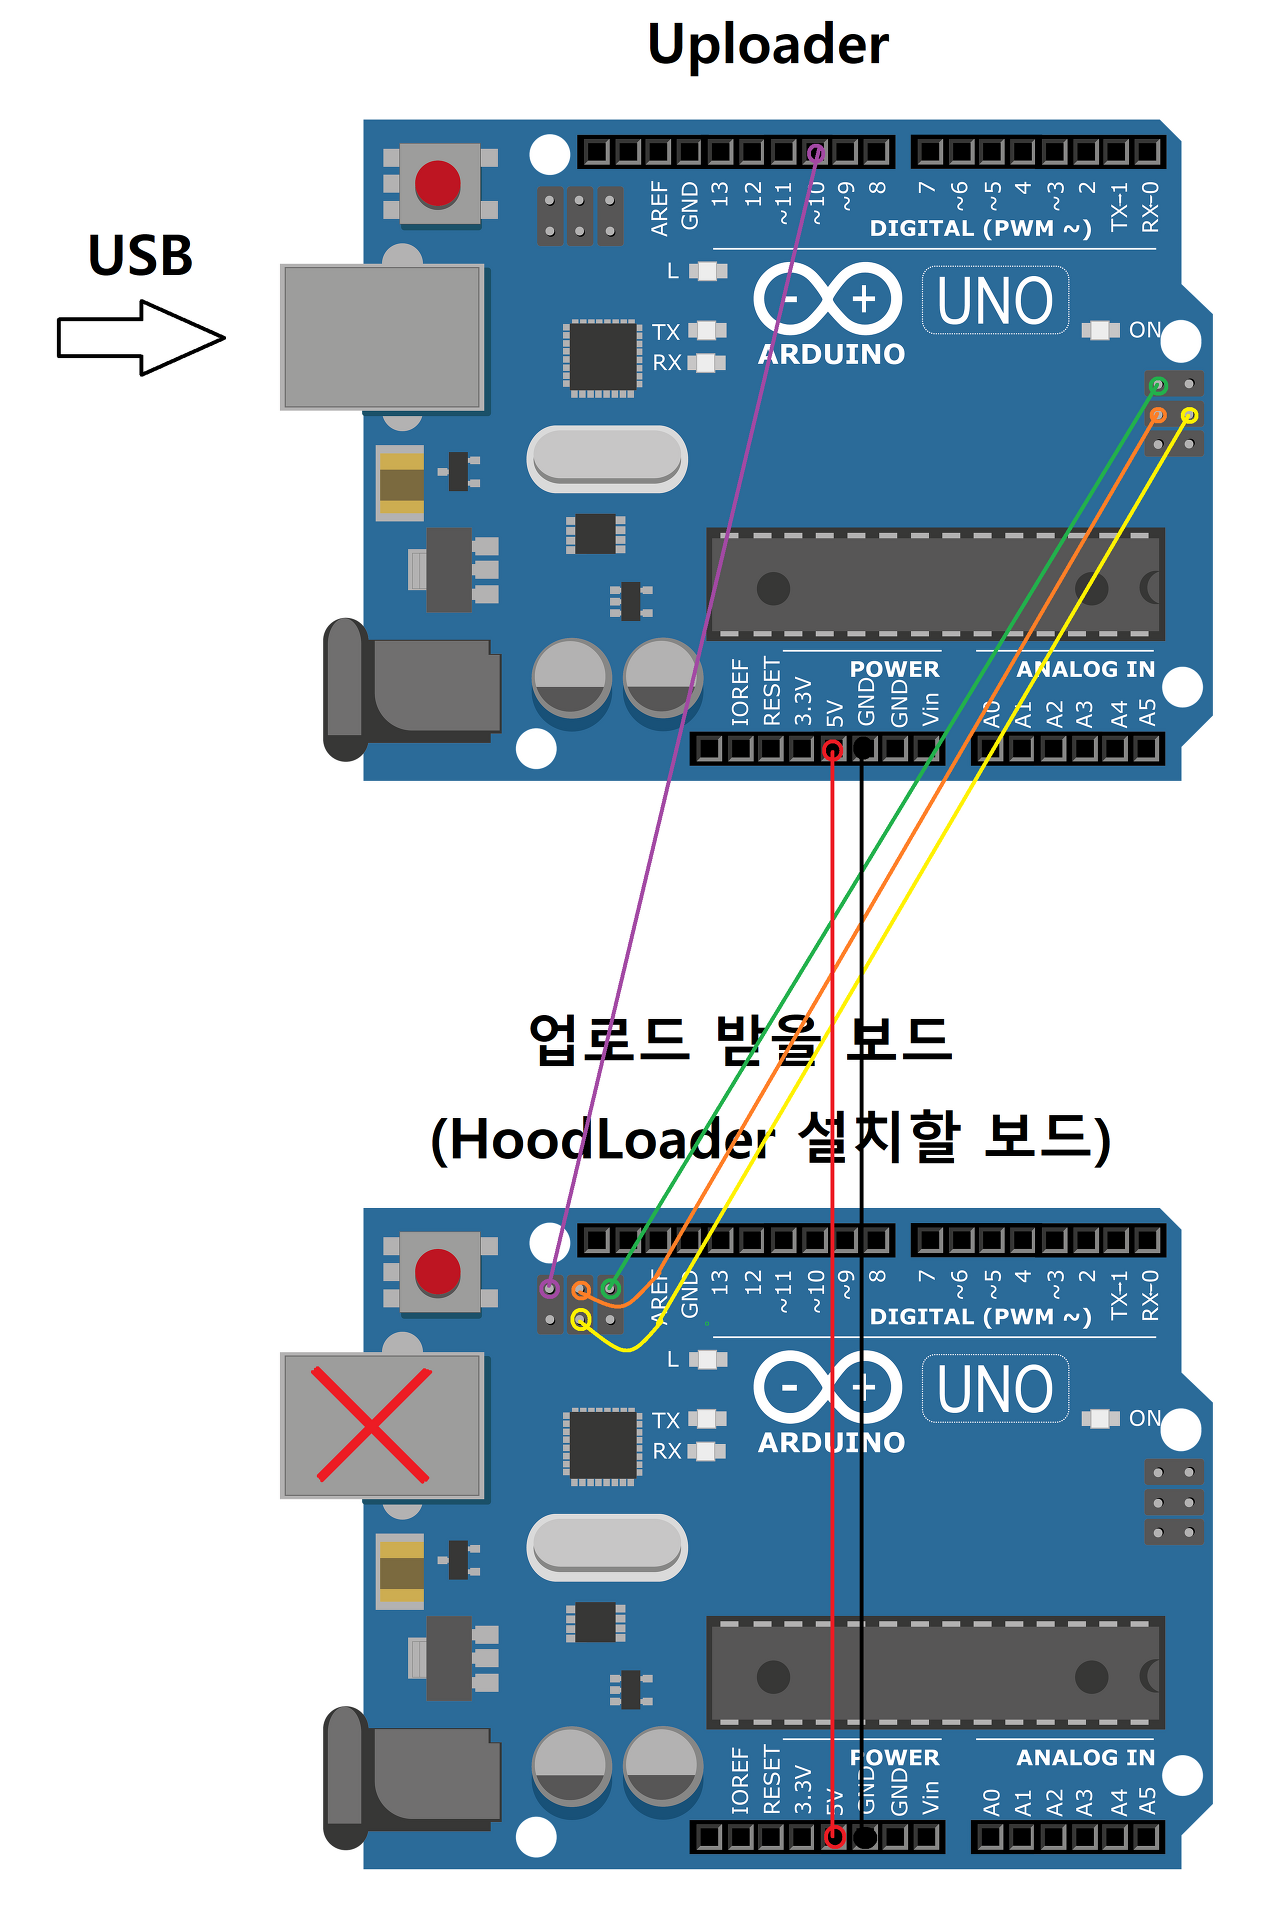 Uploader
USB
AREF
GND
13
12
~11
~10
~9
8
7
~6
~5
4
~3
2
TX-1
RX-0
DIGITAL (PWM ~)
L
TX
RX
- +
UNO
ARDUINO
ON
IOREF
RESET
3.3V
5V
GND
GND
Vin
POWER
ANALOG IN
A0
A1
A2
A3
A4
A5
업로드 받을 보드
(HoodLoader 설치할 보드)
AREF
GND
13
12
~11
~10
~9
8
7
~6
~5
4
~3
2
TX-1
RX-0
DIGITAL (PWM ~)
L
TX
RX
- +
UNO
ARDUINO
ON
IOREF
RESET
3.3V
5V
GND
GND
Vin
POWER
ANALOG IN
A0
A1
A2
A3
A4
A5